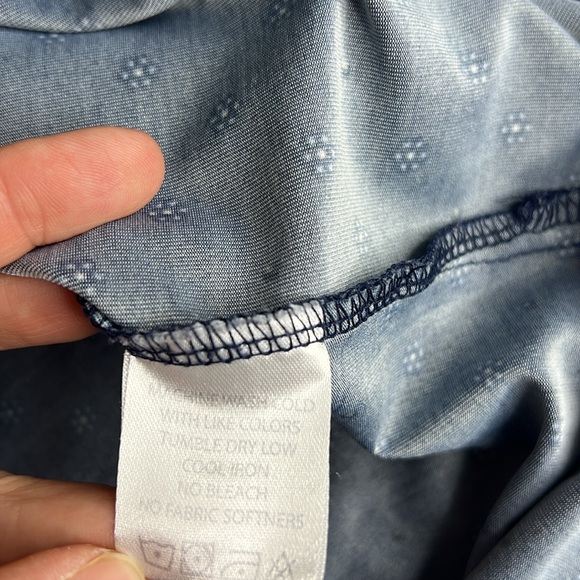 MACHINE WASH COLD
WITH LIKE COLORS
TUMBLE DRY LOW
COOL IRON
NO BLEACH
NO FABRIC SOFTNERS